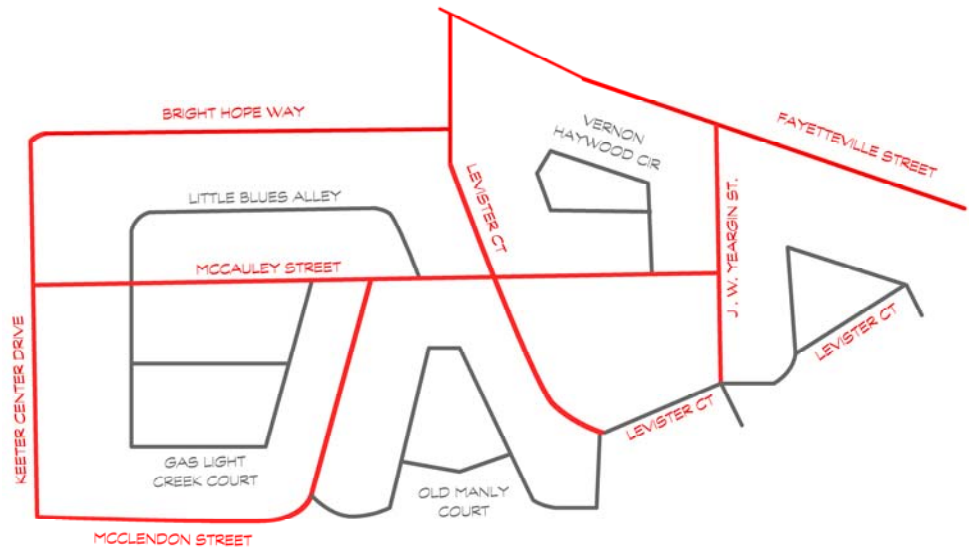 BRIGHT HOPE WAY
VERNON
HAYWOOD CIR
FAYETTEVILLE STREET
LITTLE BLUES ALLEY
LEVISTER CT
J. W. YEARGIN ST.
MCCAULEY STREET
KEETER CENTER DRIVE
LEVISTER CT
LEVISTER CT
GAS LIGHT
CREEK COURT
OLD MANLY
COURT
MCCLENDON STREET